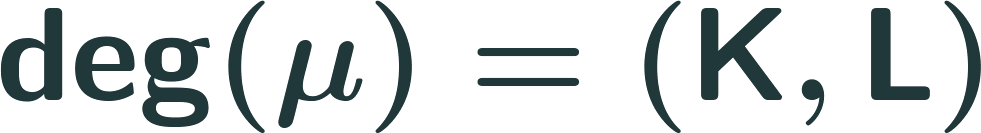 deg(μ) = (K, L)